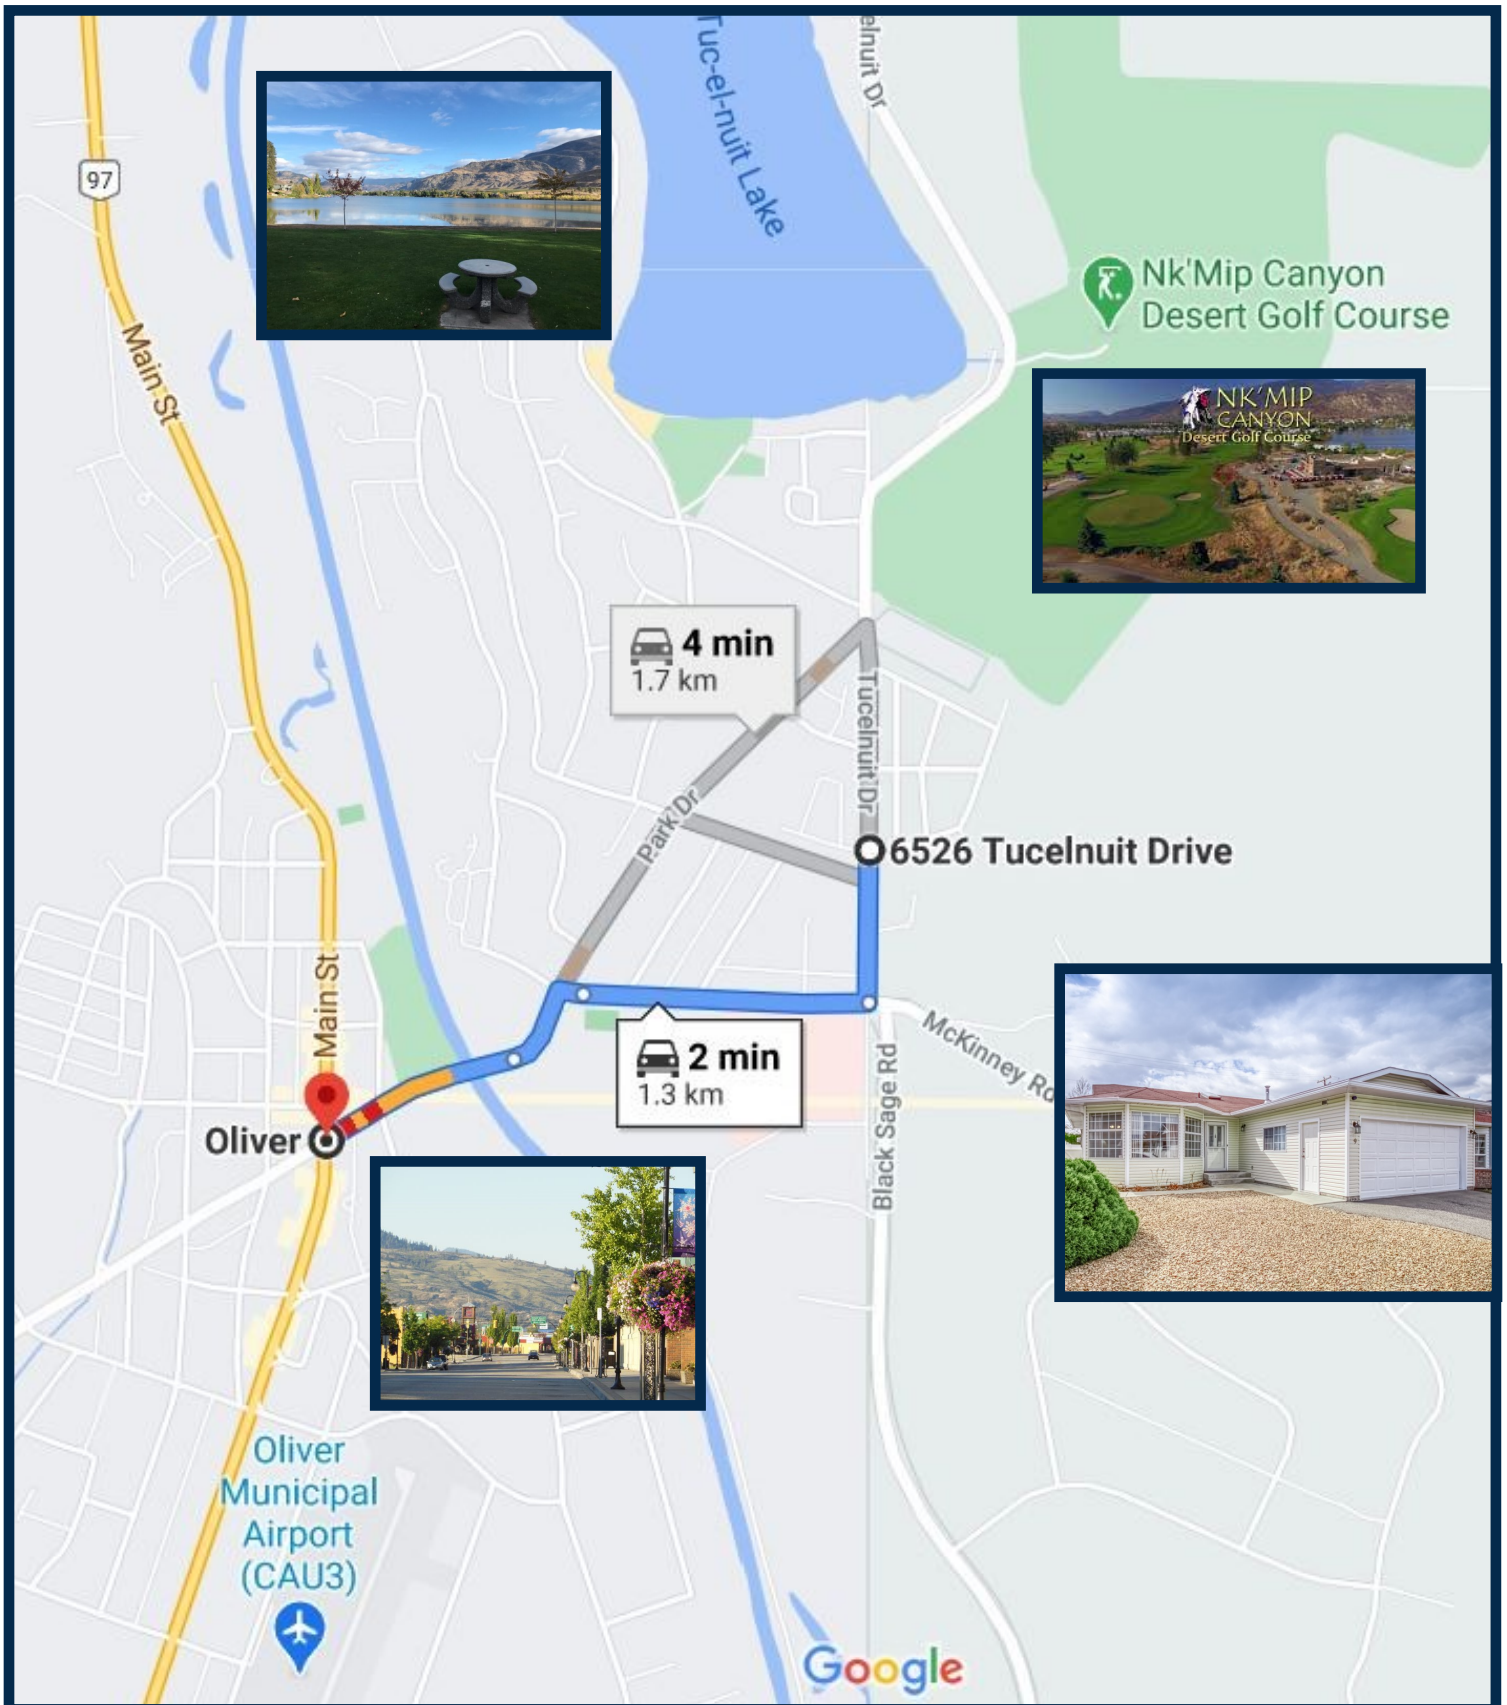 elnuit Dr
Tuc-el-nuit Lake
97
Nk'Mip Canyon
Desert Golf Course
Main St
NK'MIP
CANYON
Desert Golf Course
4 min
1.7 km
Tucelnuit Dr
Park Dr
6526 Tucelnuit Drive
Main St
McKinney Rd
2 min
1.3 km
Black Sage Rd
Oliver
Oliver
Municipal
Airport
(CAU3)
Google